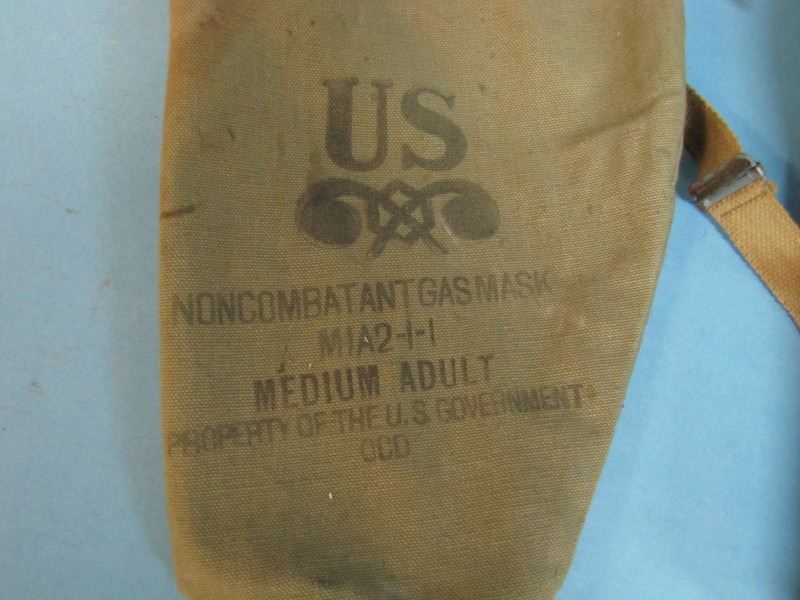 US
NONCOMBATANT GAS MASK
M1A2-1-1
MEDIUM ADULT
PROPERTY OF THE U.S GOVERNMENT
OCD